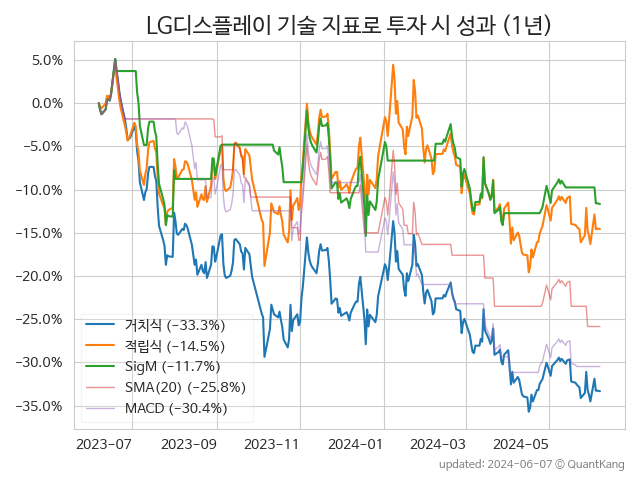 LG디스플레이 기술 지표로 투자 시 성과 (1년)
5.0%
0.0%
−5.0%
−10.0%
−15.0%
−20.0%
−25.0%
−30.0%
−35.0%
거치식 (−33.3%)
적립식 (−14.5%)
SigM (−11.7%)
SMA(20) (−25.8%)
MACD (−30.4%)
2023−07 2023−09 2023−11 2024−01 2024−03 2024−05
updated: 2024-06-07 © QuantKang